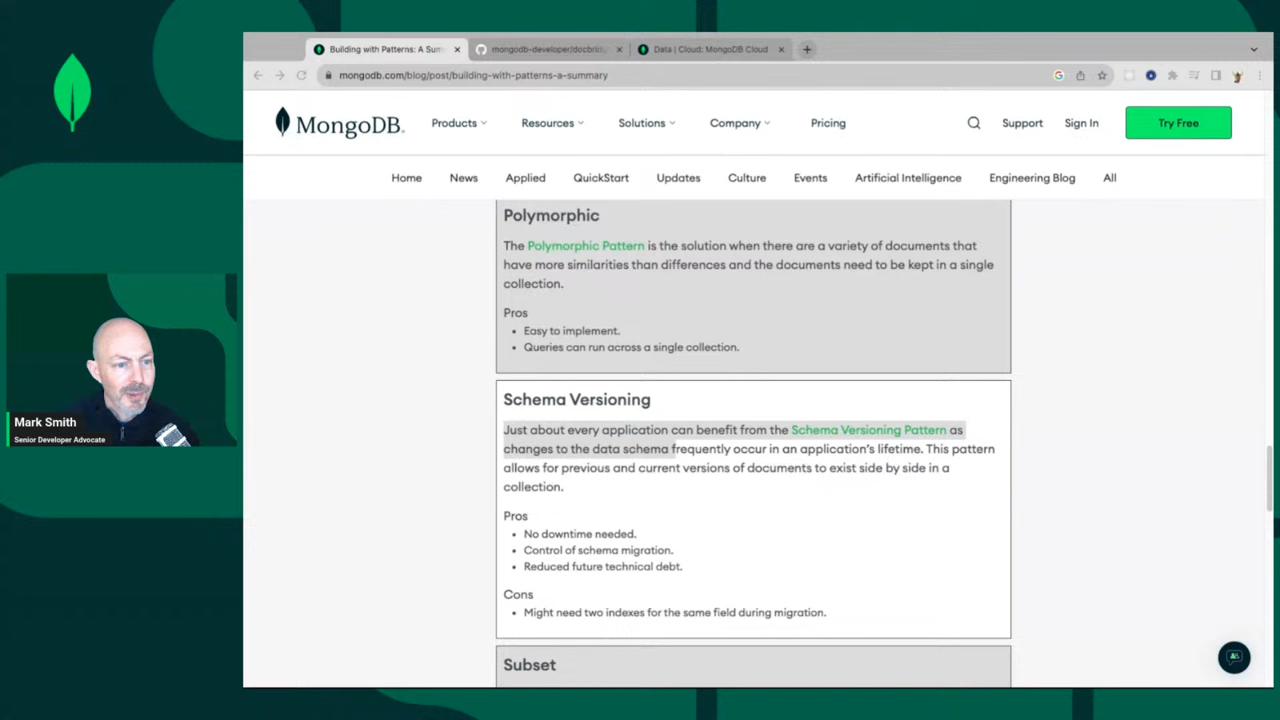 Building with Patterns: A Sum
mongodb-developer/docbrid
Data | Cloud: MongoDB Cloud
mongodb.com/blog/post/building-with-patterns-a-summary
MongoDB.
Products
Resources
Solutions
Company
Pricing
Support
Sign In
Try Free
Home
News
Applied
QuickStart
Updates
Culture
Events
Artificial Intelligence
Engineering Blog
All
Polymorphic
The Polymorphic Pattern is the solution when there are a variety of documents that
have more similarities than differences and the documents need to be kept in a single
collection.
Pros
• Easy to implement.
• Queries can run across a single collection.
Schema Versioning
Just about every application can benefit from the Schema Versioning Pattern as
changes to the data schema frequently occur in an application's lifetime. This pattern
allows for previous and current versions of documents to exist side by side in a
collection.
Pros
• No downtime needed.
• Control of schema migration.
• Reduced future technical debt.
Cons
• Might need two indexes for the same field during migration.
Subset
Mark Smith
Senior Developer Advocate